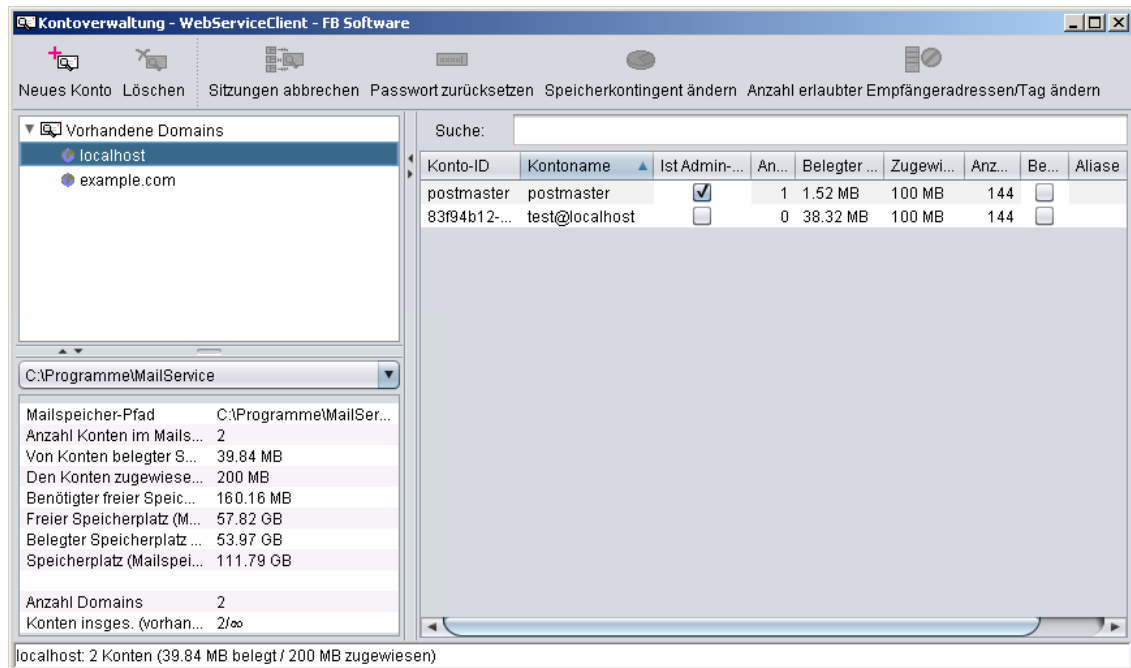 Kontoverwaltung - WebServiceClient - FB Software
Neues Konto Löschen Sitzungen abbrechen Passwort zurücksetzen Speicherkontingent ändern Anzahl erlaubter Empfängeradressen/Tag ändern
Vorhandene Domains
localhost
example.com
Suche:
Konto-ID Kontoname Ist Admin-... An... Belegter ... Zugewi... Anz... Be... Aliase
postmaster postmaster 1 1.52 MB 100 MB 144
83f94b12-... test@localhost 0 38.32 MB 100 MB 144
C:\Programme\MailService
Mailspeicher-Pfad C:\Programme\MailSer...
Anzahl Konten im Mails... 2
Von Konten belegter S... 39.84 MB
Den Konten zugewiese... 200 MB
Benötigter freier Speic... 160.16 MB
Freier Speicherplatz (M... 57.82 GB
Belegter Speicherplatz ... 53.97 GB
Speicherplatz (Mailspei... 111.79 GB
Anzahl Domains 2
Konten insges. (vorhan... 2/∞
localhost: 2 Konten (39.84 MB belegt / 200 MB zugewiesen)